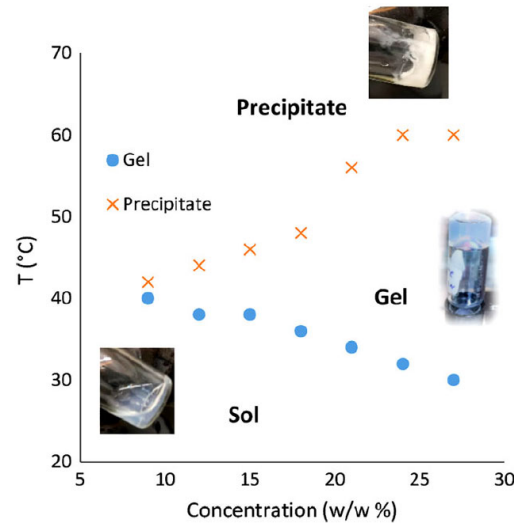 70
60
50
40
30
20
T (°C)
Precipitate
Gel
Precipitate
Gel
Sol
5
10
15
20
25
30
Concentration (w/w %)